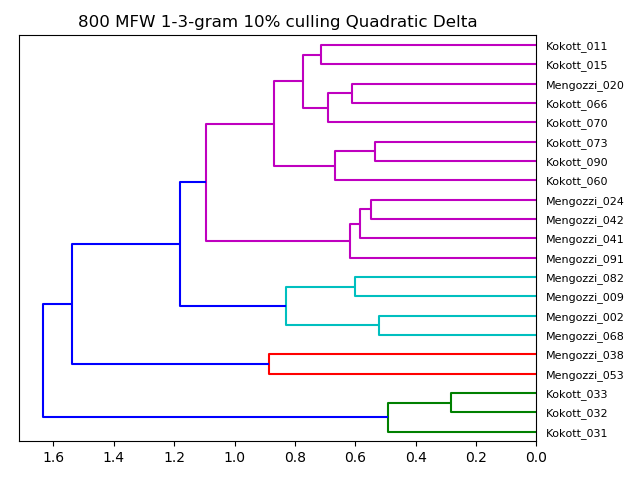 800 MFW 1-3-gram 10% culling Quadratic Delta
Kokott_011
Kokott_015
Mengozzi_020
Kokott_066
Kokott_070
Kokott_073
Kokott_090
Kokott_060
Mengozzi_024
Mengozzi_042
Mengozzi_041
Mengozzi_091
Mengozzi_082
Mengozzi_009
Mengozzi_002
Mengozzi_068
Mengozzi_038
Mengozzi_053
Kokott_033
Kokott_032
Kokott_031
1.6 1.4 1.2 1.0 0.8 0.6 0.4 0.2 0.0